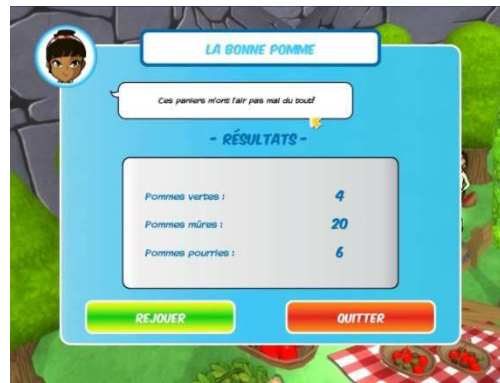 LA BONNE POMME
Ces paniers m'ont l'air pas mal du tout!
- RÉSULTATS -
Pommes vertes : 4
Pommes mûres : 20
Pommes pourries : 6
REJOUER QUITTER